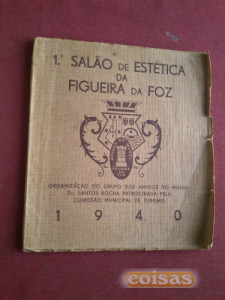 1.º SALÃO DE ESTÉTICA
DA
FIGUEIRA DA FOZ
ORGANIZAÇÃO DO GRUPO DOS AMIGOS DO MUSEU
DR. SANTOS ROCHA PATROCINADA PELA
COMISSÃO MUNICIPAL DE TURISMO
1940
coisas